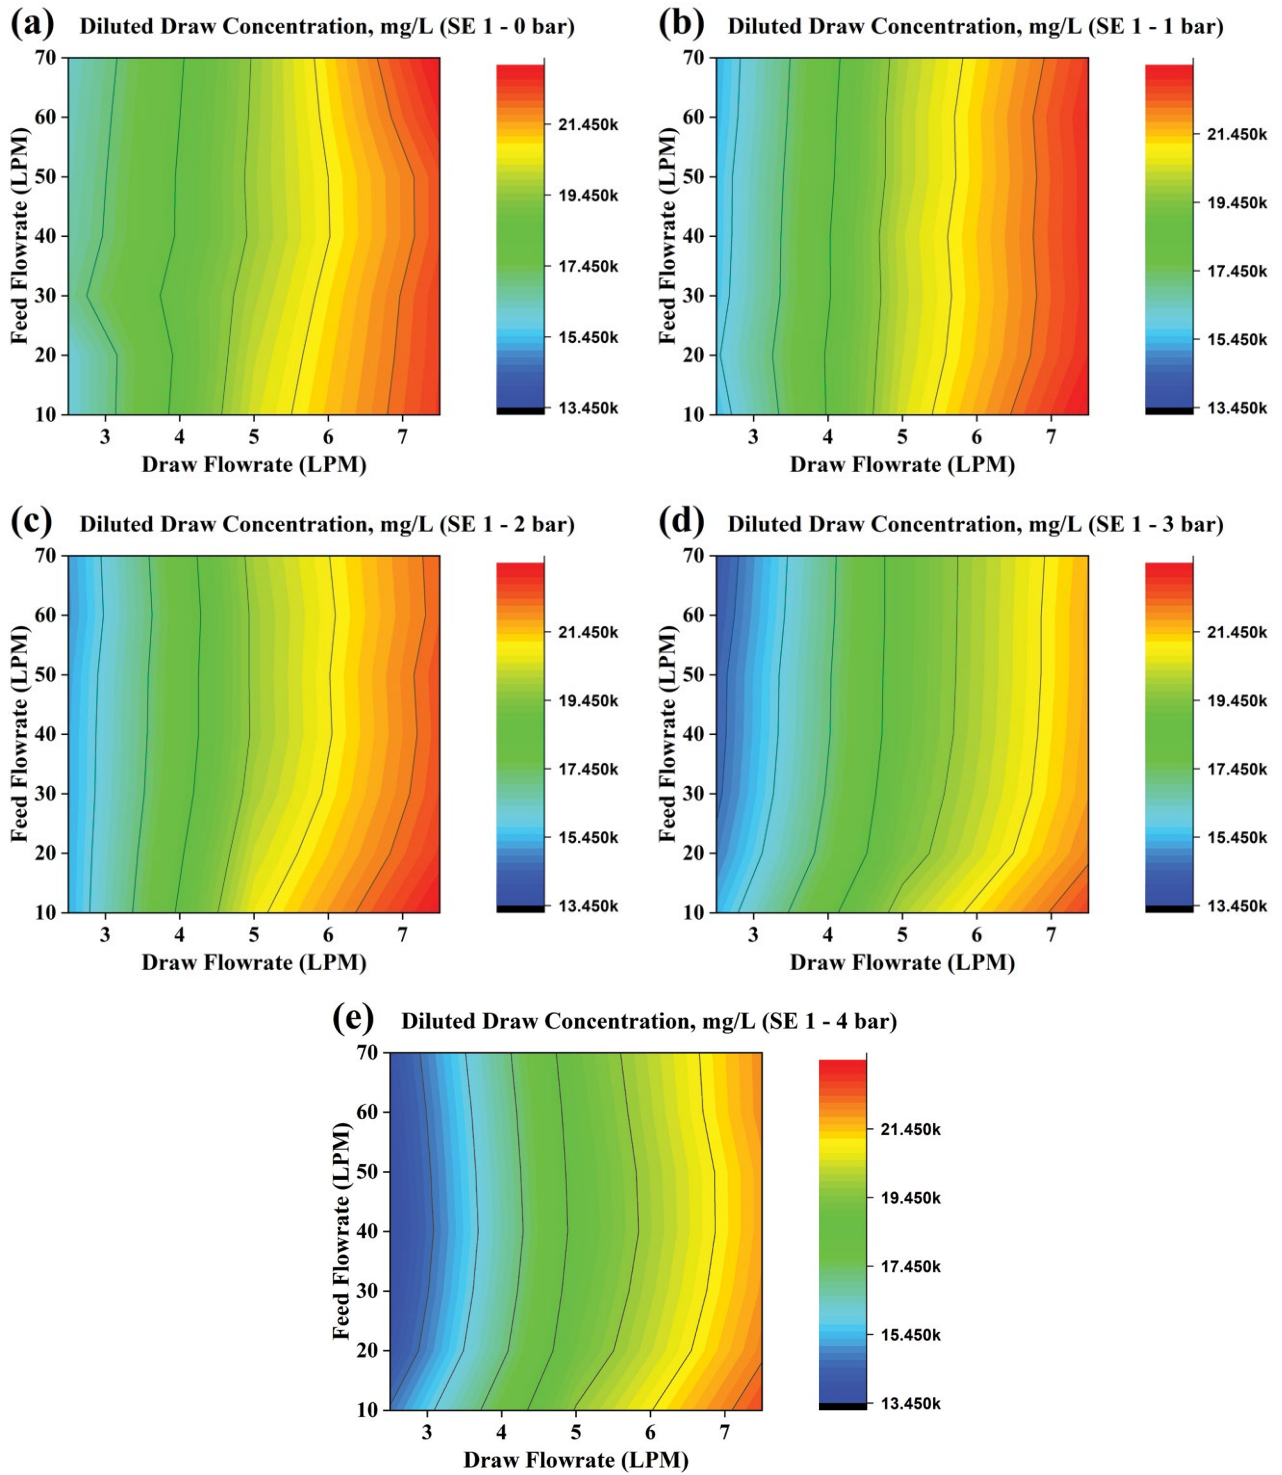 (a) Diluted Draw Concentration, mg/L (SE 1 - 0 bar)
70
60
50
40
30
20
10
Feed Flowrate (LPM)
3 4 5 6 7
Draw Flowrate (LPM)
21.450k
19.450k
17.450k
15.450k
13.450k
(b) Diluted Draw Concentration, mg/L (SE 1 - 1 bar)
70
60
50
40
30
20
10
Feed Flowrate (LPM)
3 4 5 6 7
Draw Flowrate (LPM)
21.450k
19.450k
17.450k
15.450k
13.450k
(c) Diluted Draw Concentration, mg/L (SE 1 - 2 bar)
70
60
50
40
30
20
10
Feed Flowrate (LPM)
3 4 5 6 7
Draw Flowrate (LPM)
21.450k
19.450k
17.450k
15.450k
13.450k
(d) Diluted Draw Concentration, mg/L (SE 1 - 3 bar)
70
60
50
40
30
20
10
Feed Flowrate (LPM)
3 4 5 6 7
Draw Flowrate (LPM)
21.450k
19.450k
17.450k
15.450k
13.450k
(e) Diluted Draw Concentration, mg/L (SE 1 - 4 bar)
70
60
50
40
30
20
10
Feed Flowrate (LPM)
3 4 5 6 7
Draw Flowrate (LPM)
21.450k
19.450k
17.450k
15.450k
13.450k